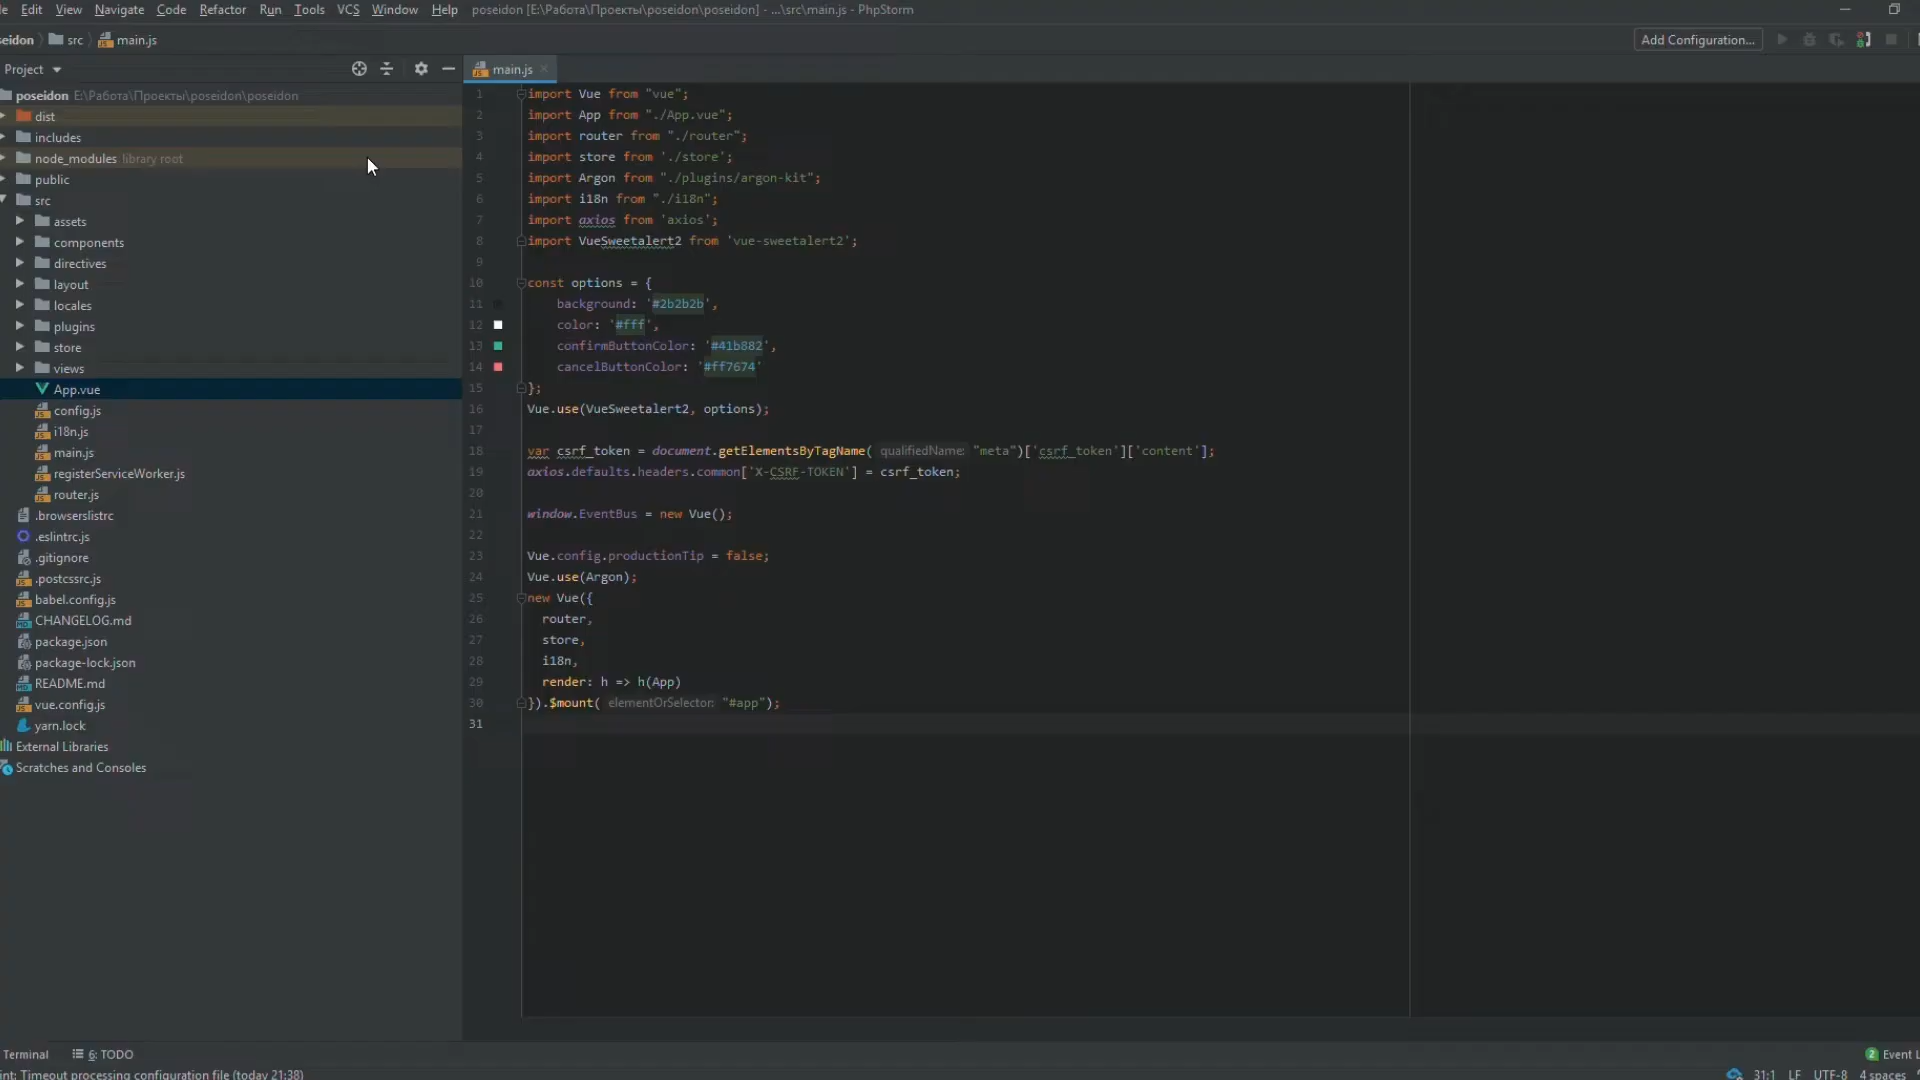 Edit View Navigate Code Refactor Run Tools VCS Window Help poseidon [E:\Работа\Проекты\poseidon\poseidon] - ...\src\main.js - PhpStorm
seidon src main.js Add Configuration...
Project main.js
poseidon E:\Работа\Проекты\poseidon\poseidon
dist
includes
node_modules library root
public
src
assets
components
directives
layout
locales
plugins
store
views
App.vue
config.js
i18n.js
main.js
registerServiceWorker.js
router.js
.browserslistrc
.eslintrc.js
.gitignore
.postcssrc.js
babel.config.js
CHANGELOG.md
package.json
package-lock.json
README.md
vue.config.js
yarn.lock
External Libraries
Scratches and Consoles
1 import Vue from "vue";
2 import App from "./App.vue";
3 import router from "./router";
4 import store from './store';
5 import Argon from "./plugins/argon-kit";
6 import i18n from "./i18n";
7 import axios from 'axios';
8 import VueSweetalert2 from 'vue-sweetalert2';
9
10 const options = {
11 background: '#2b2b2b',
12 color: '#fff',
13 confirmButtonColor: '#41b882',
14 cancelButtonColor: '#ff7674'
15 };
16 Vue.use(VueSweetalert2, options);
17
18 var csrf_token = document.getElementsByTagName( qualifiedName: "meta")['csrf_token']['content'];
19 axios.defaults.headers.common['X-CSRF-TOKEN'] = csrf_token;
20
21 window.EventBus = new Vue();
22
23 Vue.config.productionTip = false;
24 Vue.use(Argon);
25 new Vue({
26 router,
27 store,
28 i18n,
29 render: h => h(App)
30 }).$mount( elementOrSelector: "#app");
31
Terminal 6: TODO 2 Event L
int: Timeout processing configuration file (today 21:38) 31:1 LF UTF-8 4 spaces